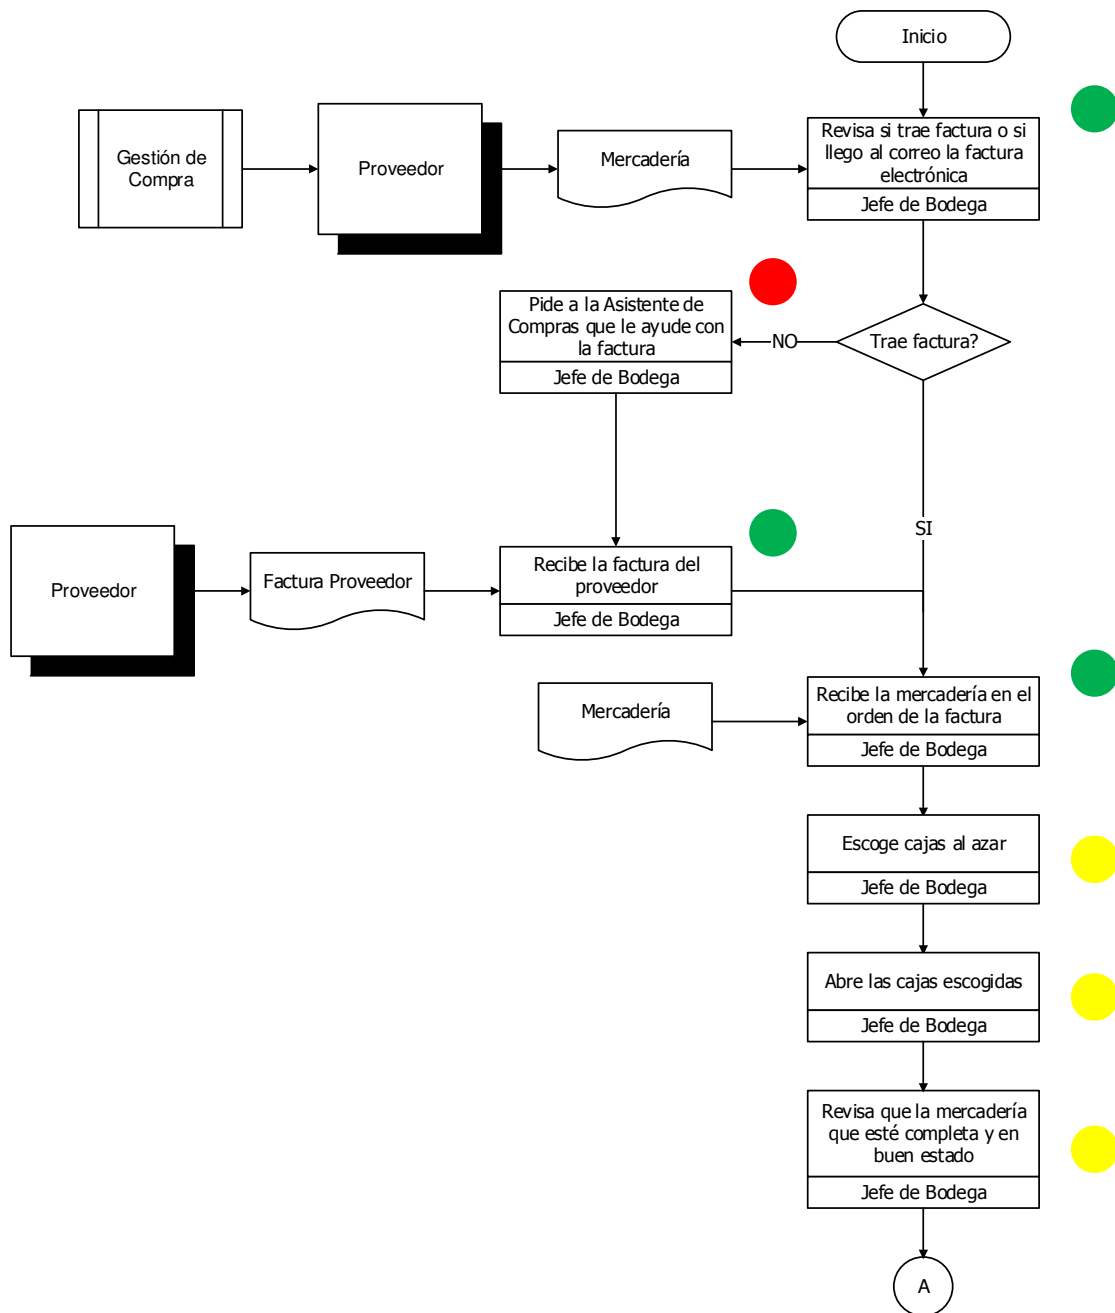 Inicio
Gestión de
Compra
Proveedor
Mercadería
Revisa si trae factura o si
llego al correo la factura
electrónica
Jefe de Bodega
Pide a la Asistente de
Compras que le ayude con
la factura
Jefe de Bodega
NO
Trae factura?
SI
Proveedor
Factura Proveedor
Recibe la factura del
proveedor
Jefe de Bodega
Mercadería
Recibe la mercadería en el
orden de la factura
Jefe de Bodega
Escoge cajas al azar
Jefe de Bodega
Abre las cajas escogidas
Jefe de Bodega
Revisa que la mercadería
que esté completa y en
buen estado
Jefe de Bodega
A